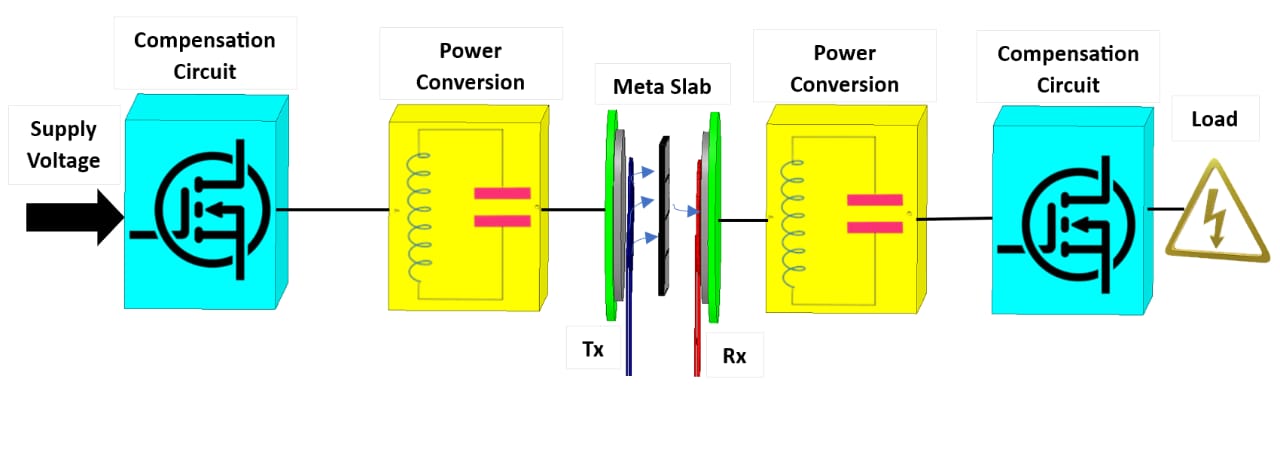 Compensation
Circuit
Power
Conversion
Meta Slab
Power
Conversion
Compensation
Circuit
Load
Supply
Voltage
Tx
Rx